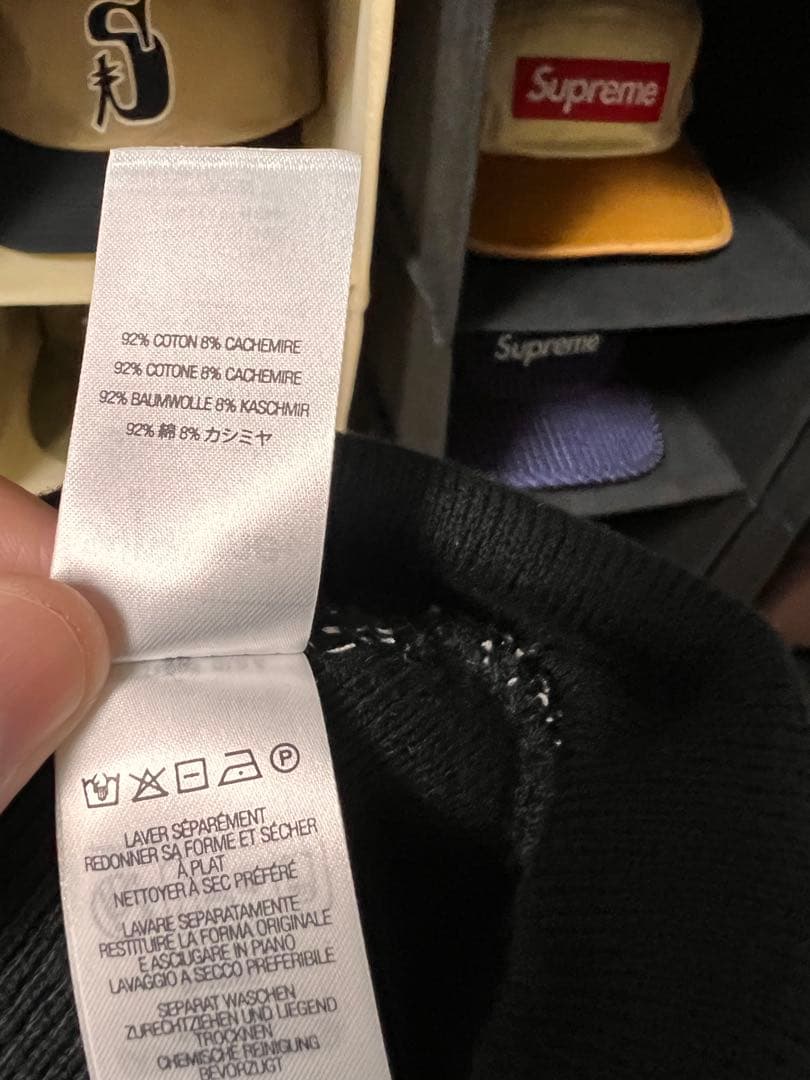 S
Supreme
Supreme
92% COTON 8% CACHEMIRE
92% COTONE 8% CACHEMIRE
92% BAUMWOLLE 8% KASCHMIR
92% 綿 8% カシミヤ
P
LAVER SÉPARÉMENT
REDONNER SA FORME ET SÉCHER
À PLAT
NETTOYER À SEC PRÉFÉRÉ
LAVARE SEPARATAMENTE
RESTITUIRE LA FORMA ORIGINALE
E ASCIUGARE IN PIANO
LAVAGGIO A SECCO PREFERIBILE
SEPARAT WASCHEN
ZURECHTZIEHEN UND LIEGEND
TROCKNEN
CHEMISCHE REINIGUNG
BEVORZUGT